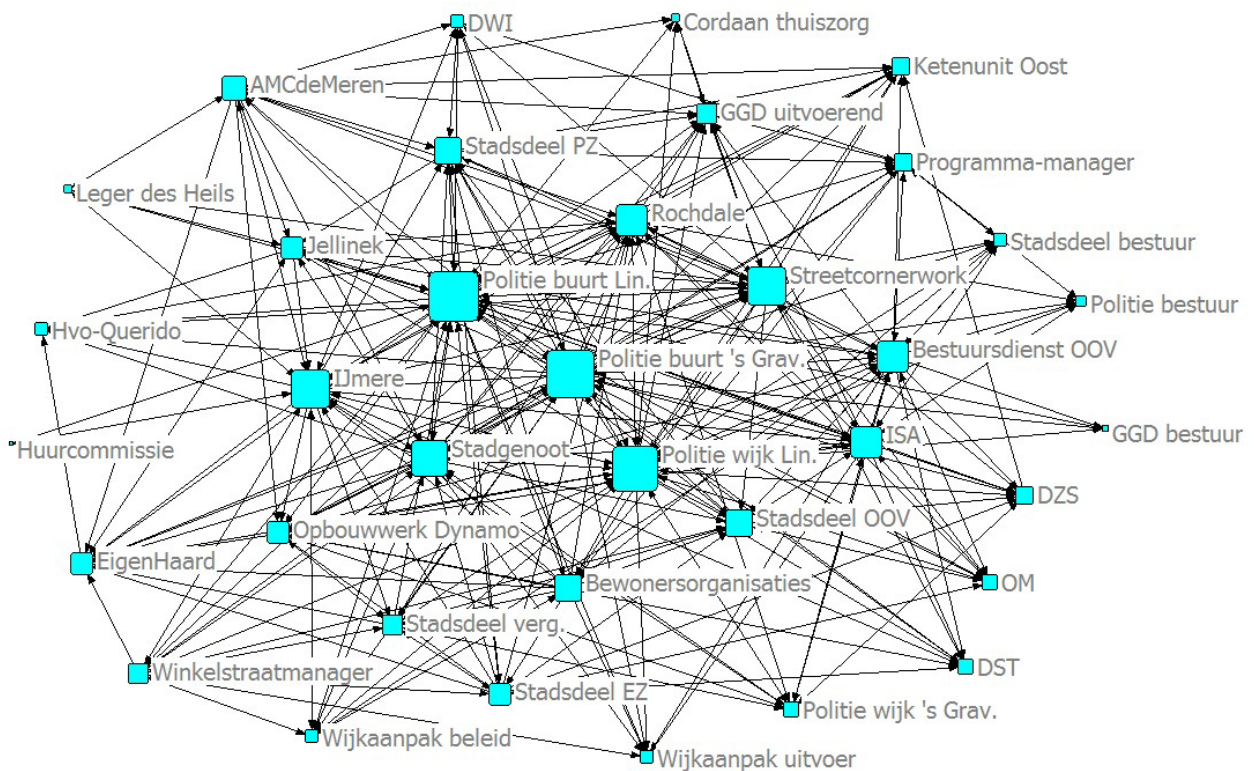 DWI
Cordaan thuiszorg
Ketenunit Oost
AMCdeMeren
GGD uitvoerend
Stadsdeel PZ
Programma-manager
Leger des Heils
Rochdale
Stadsdeel bestuur
Jellinek
Politie buurt Lin.
Streetcornerwork
Politie bestuur
Hvo-Querido
Politie buurt 's Grav.
Bestuursdienst OOV
IJmere
GGD bestuur
ISA
Huurcommissie
Stadgenoot
Politie wijk Lin.
DZS
Stadsdeel OOV
Opbouwwerk Dynamo
EigenHaard
Bewonersorganisaties
OM
Stadsdeel verg.
Winkelstraatmanager
DST
Stadsdeel EZ
Politie wijk 's Grav.
Wijkaanpak beleid
Wijkaanpak uitvoer